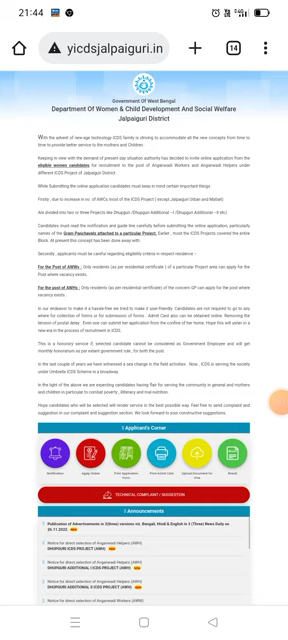 21:44
yicdsjalpaiguri.in
14
Government Of West Bengal
Department Of Women & Child Development And Social Welfare
Jalpaiguri District
With the advent of new-age technology ICDS family is striving to accommodate all the new concepts from time to
time to provide better service to the mothers and Children.
Keeping in view with the demand of present day situation authority has decided to invite online application from the
eligible women candidates for recruitment to the post of Anganwadi Workers and Anganwadi Helpers under
different ICDS Project of Jalpaiguri District
While Submitting the online application candidates must keep in mind certain important things.
Firstly , due to increase in no. of AWCs most of the ICDS Project ( except Jalpaiguri Urban and Matiali)
Are divided into two or three Projects like Dhupguri /Dhupguri Additional –I /Dhupguri Additional –II etc)
Candidates must read the notification and guide line carefully before submitting the online application, particularly
names of the Gram Panchayats attached to a particular Project. Earlier , most the ICDS Projects covered the entire
Block. At present this concept has been done away with.
Secondly , applicants must be careful regarding eligibility criteria in respect residence :-
For the Post of AWWs : Only residents (as per residential certificate ) of a particular Project area can apply for the
Post where vacancy exists .
For the post of AWHs : Only residents (as per residential certificate) of the concern GP can apply for the post where
vacancy exists .
In our endeavor to make it a hassle-free we tried to make it user-friendly. Candidates are not required to go to any
where for collection of forms or for submission of forms . Admit Card also can be obtained online. Removing the
tension of postal delay . Even one can submit her application from the confine of her home. Hope this will usher in a
new era in the process of recruitment in ICDS.
This is a honorary service if, selected candidate cannot be considered as Government Employee and will get
monthly honorarium as per extent government rate , for both the post
In the last couple of years we have witnessed a sea change in the field activities . Now , ICDS is serving the society
under Umbrella ICDS Scheme in a broadway.
In the light of the above we are expecting candidates having flair for serving the community in general and mothers
and children in particular to combat poverty , illiteracy and mal nutrition.
Hope candidates who will be selected will render service in the best possible way. Feel free to send complaint and
suggestion in our complaint and suggestion section. We look forward to your constructive suggestions.
Applicant's Corner
Notification
Apply Online
Print Application Form
Print Admit Card
Upload Document for Viva
Result
TECHNICAL COMPLAINT / SUGGESTION
Announcements
Publication of Advertisements in 3(three) versions viz. Bengali, Hindi & English in 3 (Three) News Daily on
26.11.2022.
Notice for direct selection of Anganwadi Helpers (AWH)
DHUPGURI ICDS PROJECT (AWH)
Notice for direct selection of Anganwadi Helpers (AWH)
DHUPGURI ADDITIONAL I ICDS PROJECT (AWH)
Notice for direct selection of Anganwadi Helpers (AWH)
DHUPGURI ADDITIONAL II ICDS PROJECT (AWH)
Notice for direct selection of Anganwadi Workers (AWW)